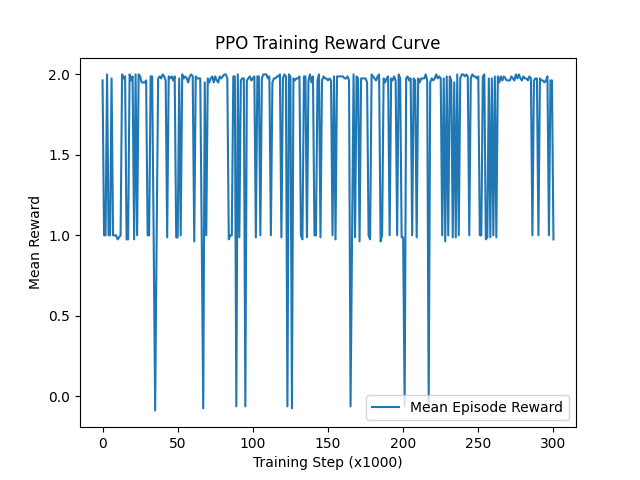 PPO Training Reward Curve
2.0
1.5
1.0
0.5
0.0
Mean Reward
Mean Episode Reward
0 50 100 150 200 250 300
Training Step (x1000)